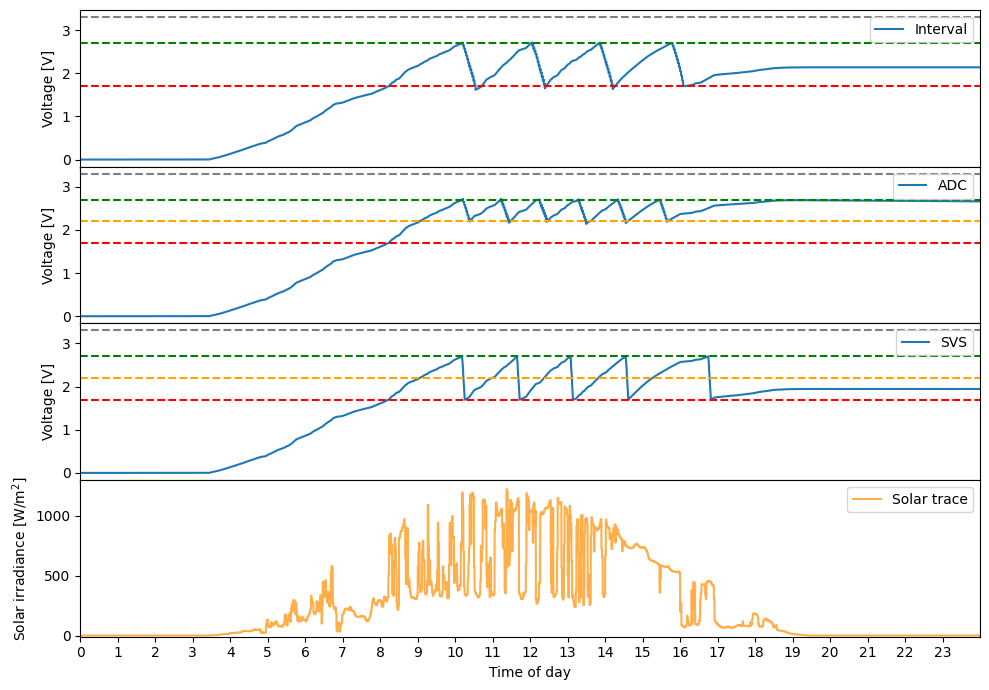 Voltage [V]
3
2
1
0
Interval
Voltage [V]
3
2
1
0
ADC
Voltage [V]
3
2
1
0
SVS
Solar irradiance [W/m²]
1000
500
0
Solar trace
0 1 2 3 4 5 6 7 8 9 10 11 12 13 14 15 16 17 18 19 20 21 22 23
Time of day